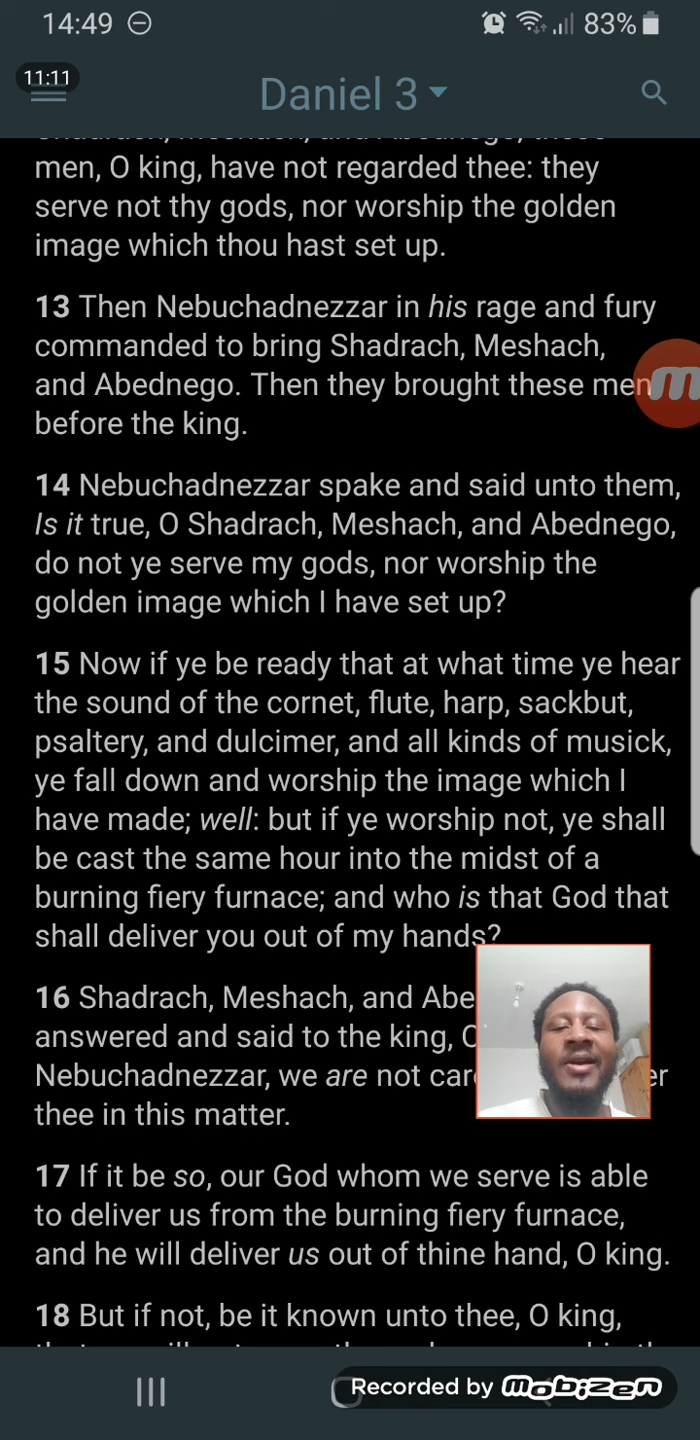 14:49
83%
11:11
Daniel 3
men, O king, have not regarded thee: they
serve not thy gods, nor worship the golden
image which thou hast set up.
13 Then Nebuchadnezzar in his rage and fury
commanded to bring Shadrach, Meshach,
and Abednego. Then they brought these men
before the king.
14 Nebuchadnezzar spake and said unto them,
Is it true, O Shadrach, Meshach, and Abednego,
do not ye serve my gods, nor worship the
golden image which I have set up?
15 Now if ye be ready that at what time ye hear
the sound of the cornet, flute, harp, sackbut,
psaltery, and dulcimer, and all kinds of musick,
ye fall down and worship the image which I
have made; well: but if ye worship not, ye shall
be cast the same hour into the midst of a
burning fiery furnace; and who is that God that
shall deliver you out of my hands?
16 Shadrach, Meshach, and Abe
answered and said to the king,
Nebuchadnezzar, we are not car er
thee in this matter.
17 If it be so, our God whom we serve is able
to deliver us from the burning fiery furnace,
and he will deliver us out of thine hand, O king.
18 But if not, be it known unto thee, O king,
Recorded by mobizen